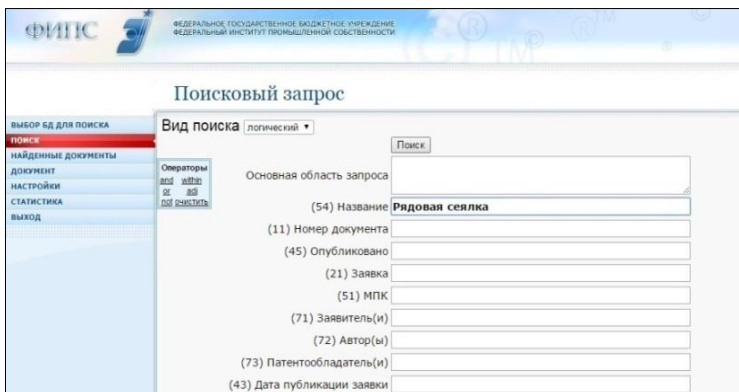 ФИПС
ФЕДЕРАЛЬНОЕ ГОСУДАРСТВЕННОЕ БЮДЖЕТНОЕ УЧРЕЖДЕНИЕ
ФЕДЕРАЛЬНЫЙ ИНСТИТУТ ПРОМЫШЛЕННОЙ СОБСТВЕННОСТИ
Поисковый запрос
ВЫБОР БД ДЛЯ ПОИСКА
ПОИСК
НАЙДЕННЫЕ ДОКУМЕНТЫ
ДОКУМЕНТ
НАСТРОЙКИ
СТАТИСТИКА
ВЫХОД
Вид поиска логический
Поиск
Операторы
and within
or adj
not очистить
Основная область запроса
(54) Название Рядовая сеялка
(11) Номер документа
(45) Опубликовано
(21) Заявка
(51) МПК
(71) Заявитель(и)
(72) Автор(ы)
(73) Патентообладатель(и)
(43) Дата публикации заявки